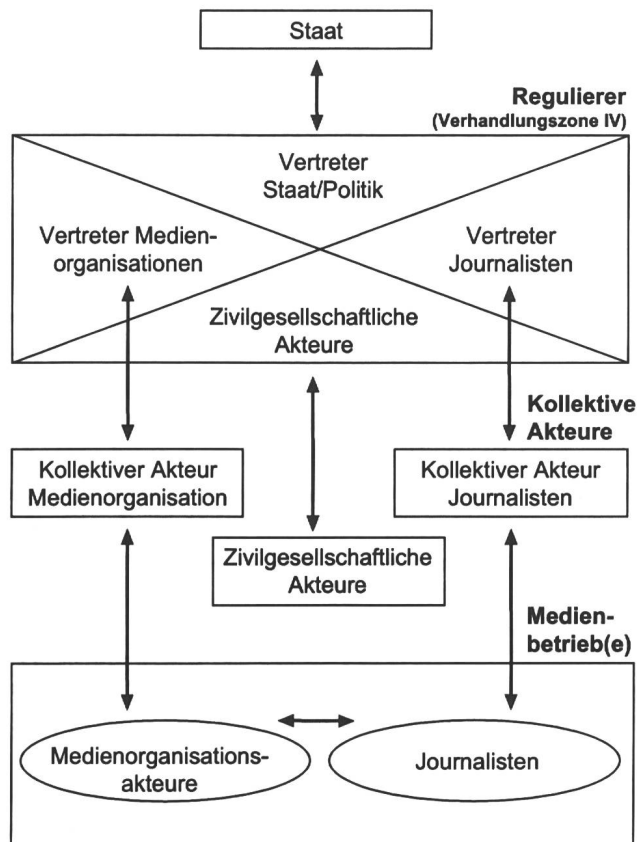 Staat
Regulierer
(Verhandlungszone IV)
Vertreter
Staat/Politik
Vertreter Medien-
organisationen
Vertreter
Journalisten
Zivilgesellschaftliche
Akteure
Kollektive
Akteure
Kollektiver Akteur
Medienorganisation
Kollektiver Akteur
Journalisten
Zivilgesellschaftliche
Akteure
Medien-
betrieb(e)
Medienorganisations-
akteure
Journalisten